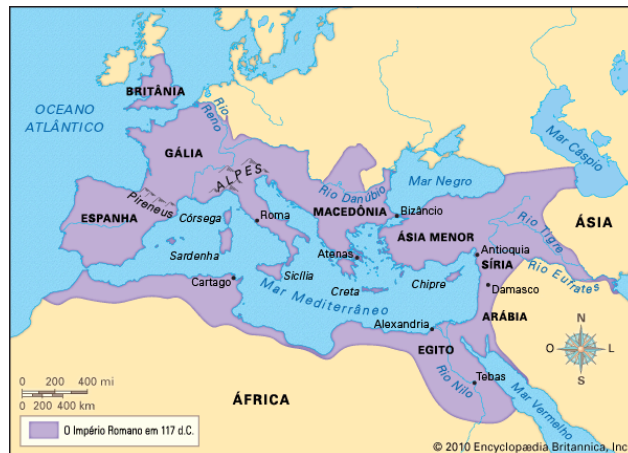 OCEANO
ATLÂNTICO
BRITÂNIA
Rio
Reno
GÁLIA
ALPES
Pireneus
ESPANHA
Córsega
Sardenha
Roma
Rio Danúbio
MACEDÔNIA
Bizâncio
Mar Negro
Mar Cáspio
ÁSIA
ÁSIA MENOR
Atenas
Sicília
Cartago
Mar Mediterrâneo
Creta
Chipre
Antioquia
SÍRIA
Rio Tigre
Rio Eufrates
Damasco
ARÁBIA
Alexandria
EGITO
Rio Nilo
Tebas
Mar Vermelho
ÁFRICA
N
O
L
S
0 200 400 mi
0 200 400 km
O Império Romano em 117 d.C.
© 2010 Encyclopædia Britannica, Inc